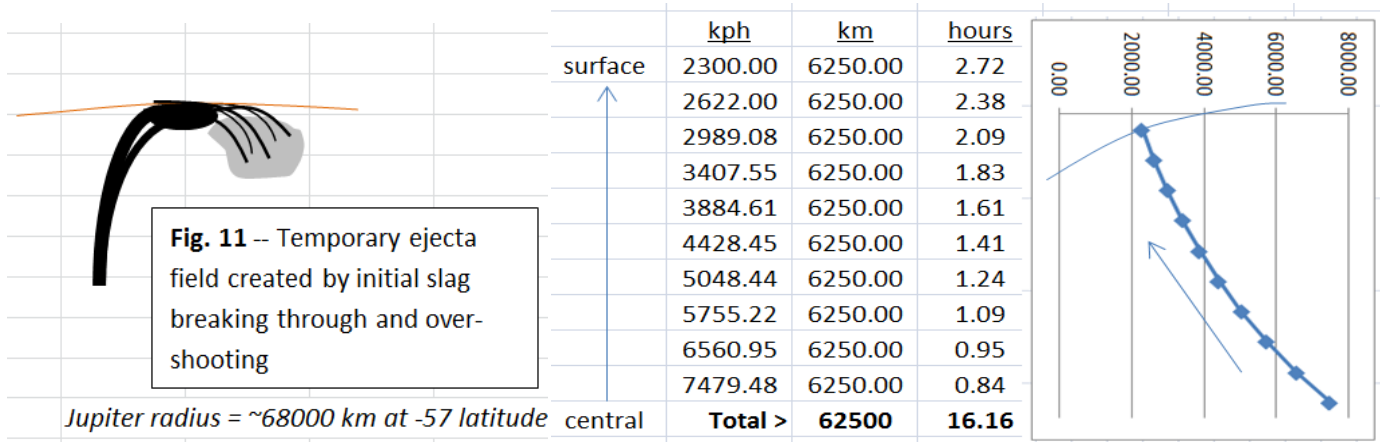 Fig. 11 -- Temporary ejecta
field created by initial slag
breaking through and over-
shooting
Jupiter radius = ~68000 km at -57 latitude
kph km hours
surface 2300.00 6250.00 2.72
2622.00 6250.00 2.38
2989.08 6250.00 2.09
3407.55 6250.00 1.83
3884.61 6250.00 1.61
4428.45 6250.00 1.41
5048.44 6250.00 1.24
5755.22 6250.00 1.09
6560.95 6250.00 0.95
7479.48 6250.00 0.84
central Total > 62500 16.16
0.00
2000.00
4000.00
6000.00
8000.00